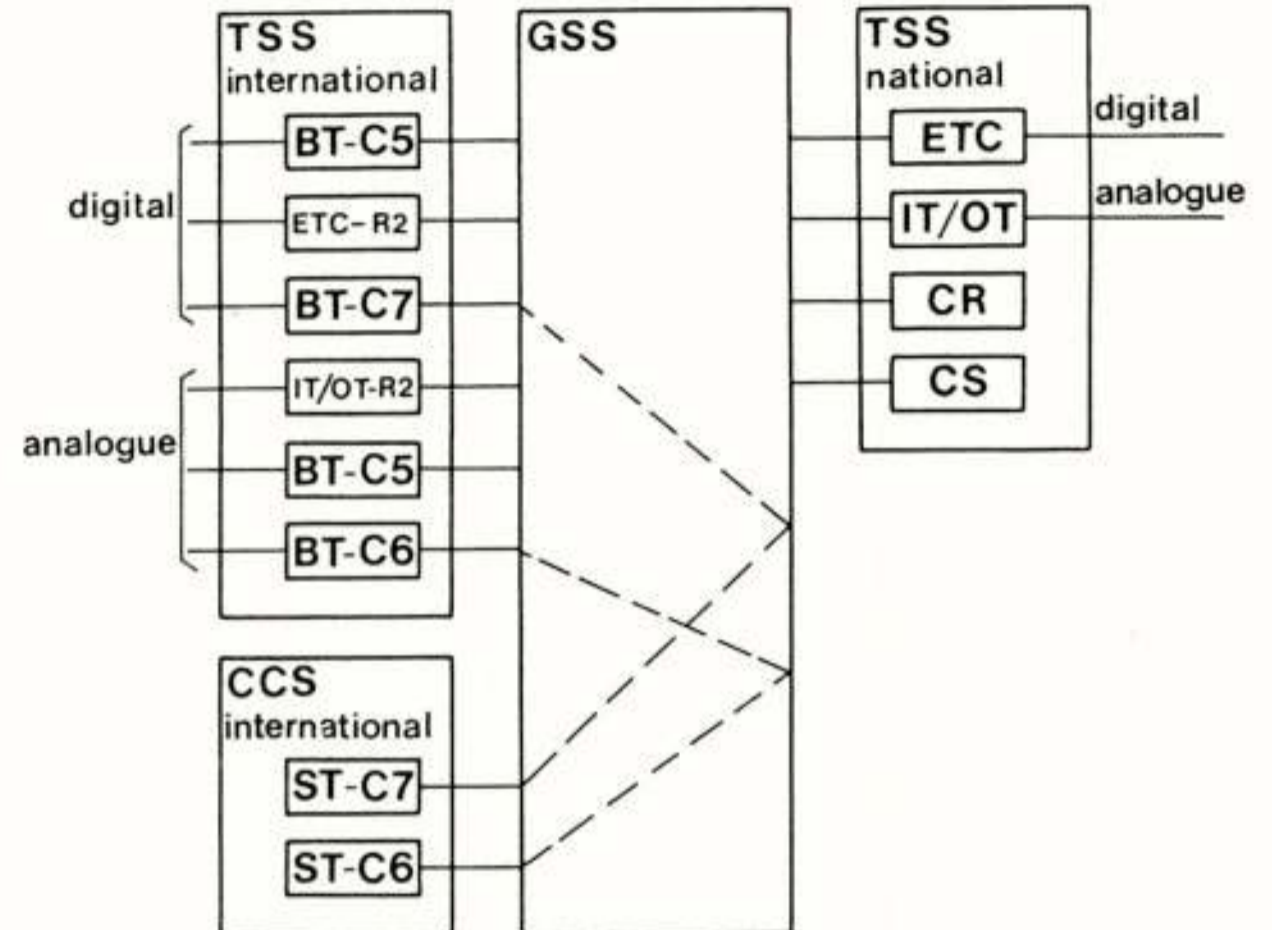 TSS
international
digital
BT-C5
ETC-R2
BT-C7
analogue
IT/OT-R2
BT-C5
BT-C6
CCS
international
ST-C7
ST-C6
GSS
TSS
national
ETC
digital
IT/OT
analogue
CR
CS